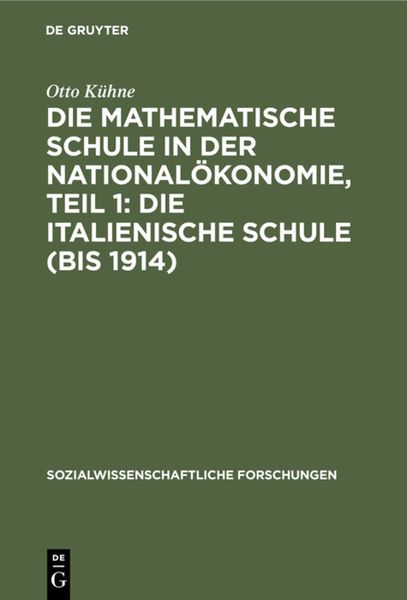 DE GRUYTER
Otto Kühne
DIE MATHEMATISCHE
SCHULE IN DER
NATIONALÖKONOMIE,
TEIL 1: DIE
ITALIENISCHE SCHULE
(BIS 1914)
SOZIALWISSENSCHAFTLICHE FORSCHUNGEN
DE
G